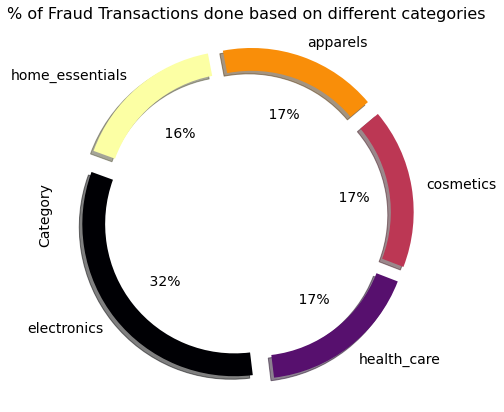 % of Fraud Transactions done based on different categories
apparels
home_essentials
17%
16%
cosmetics
17%
Category
32%
17%
electronics
health_care